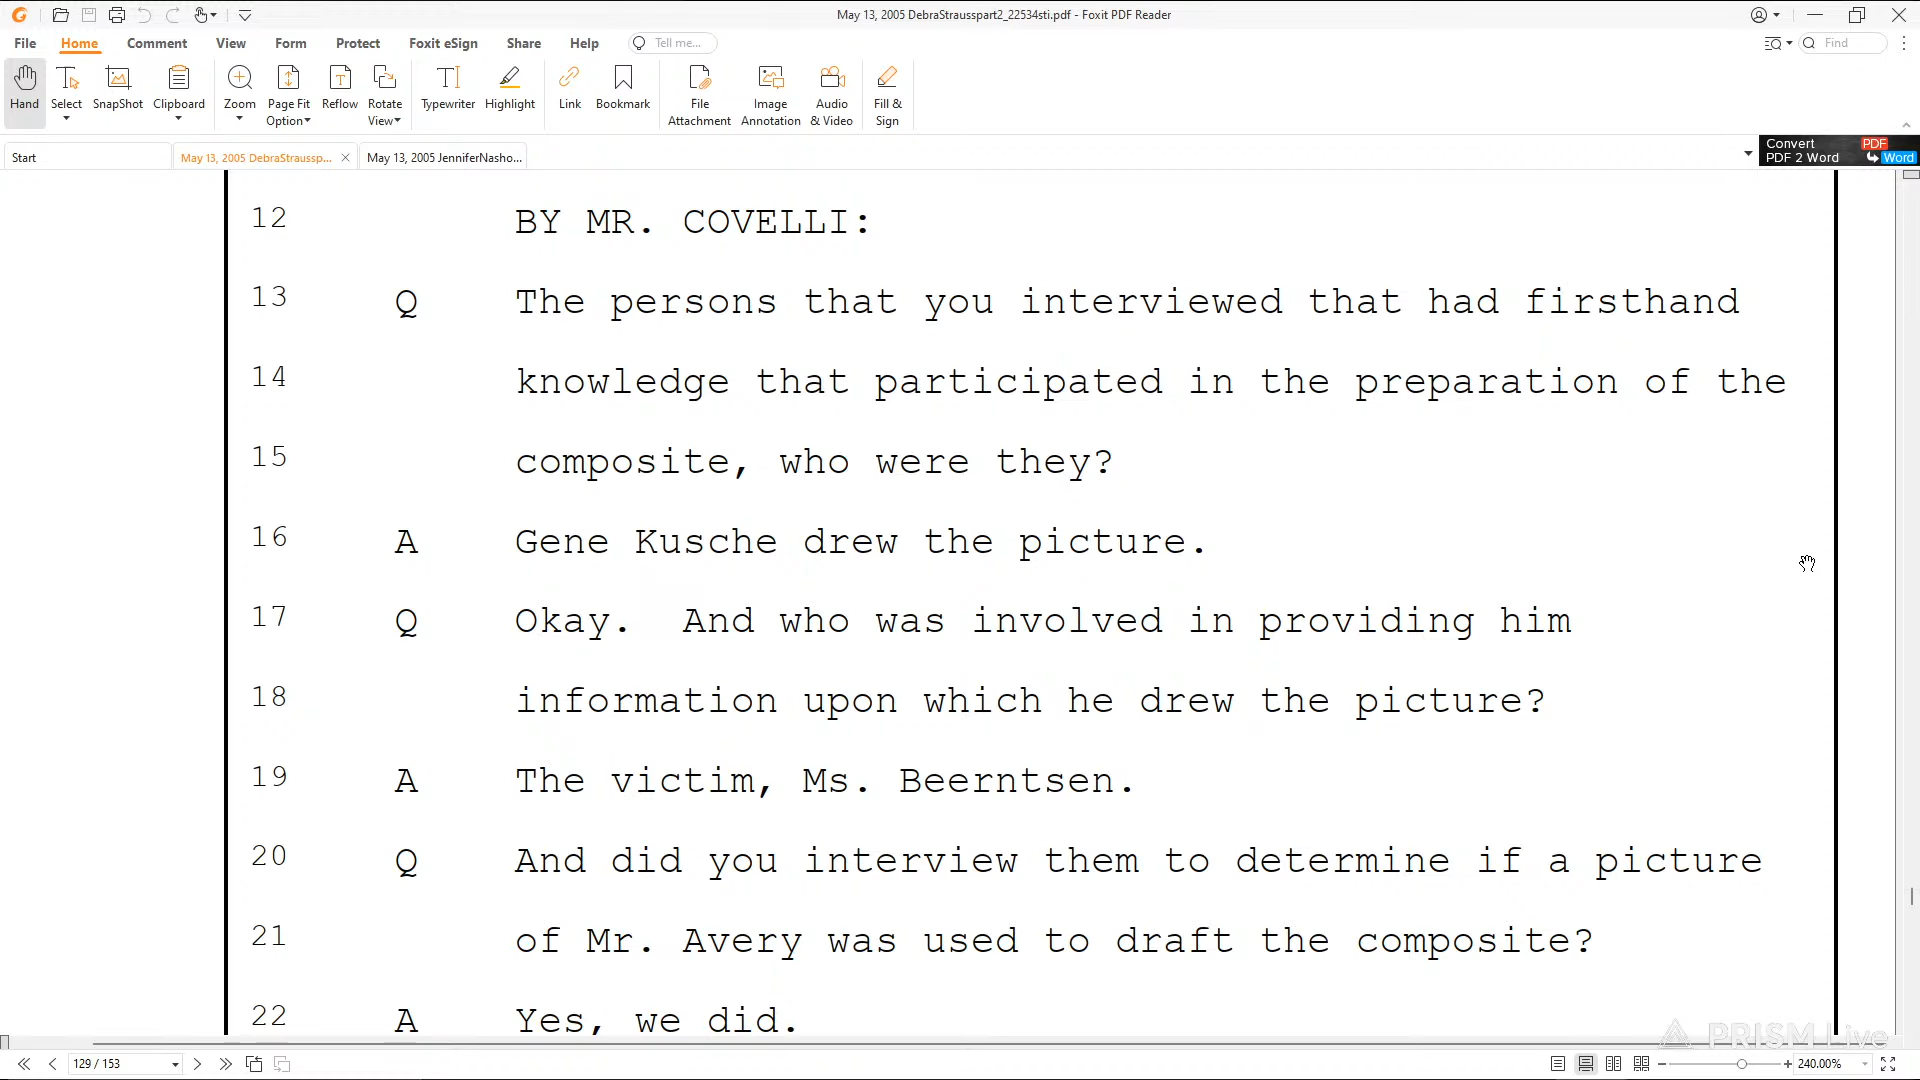 May 13, 2005 DebraStrausspart2_22534sti.pdf - Foxit PDF Reader
File Home Comment View Form Protect Foxit eSign Share Help Tell me... Find
Hand Select SnapShot Clipboard Zoom Page Fit Option Reflow Rotate View Typewriter Highlight Link Bookmark File Attachment Image Annotation Audio & Video Fill & Sign
Start May 13, 2005 DebraStraussp... May 13, 2005 JenniferNasho... Convert PDF 2 Word PDF Word
12 BY MR. COVELLI:
13 Q The persons that you interviewed that had firsthand
14 knowledge that participated in the preparation of the
15 composite, who were they?
16 A Gene Kusche drew the picture.
17 Q Okay. And who was involved in providing him
18 information upon which he drew the picture?
19 A The victim, Ms. Beerntsen.
20 Q And did you interview them to determine if a picture
21 of Mr. Avery was used to draft the composite?
22 A Yes, we did.
PRISM Live
129 / 153 240.00%